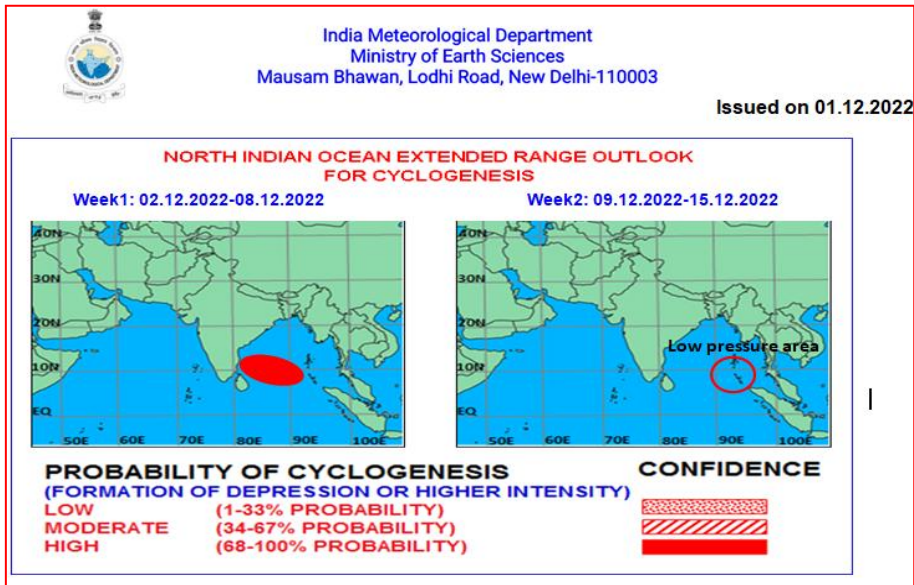 India Meteorological Department
Ministry of Earth Sciences
Mausam Bhawan, Lodhi Road, New Delhi-110003
Issued on 01.12.2022
NORTH INDIAN OCEAN EXTENDED RANGE OUTLOOK
FOR CYCLOGENESIS
Week1: 02.12.2022-08.12.2022
Week2: 09.12.2022-15.12.2022
40N
30N
20N
10N
EQ
50E 60E 70E 80E 90E 100E
40N
30N
20N
Low pressure area
10N
EQ
50E 60E 70E 80E 90E 100E
PROBABILITY OF CYCLOGENESIS
CONFIDENCE
(FORMATION OF DEPRESSION OR HIGHER INTENSITY)
LOW (1-33% PROBABILITY)
MODERATE (34-67% PROBABILITY)
HIGH (68-100% PROBABILITY)